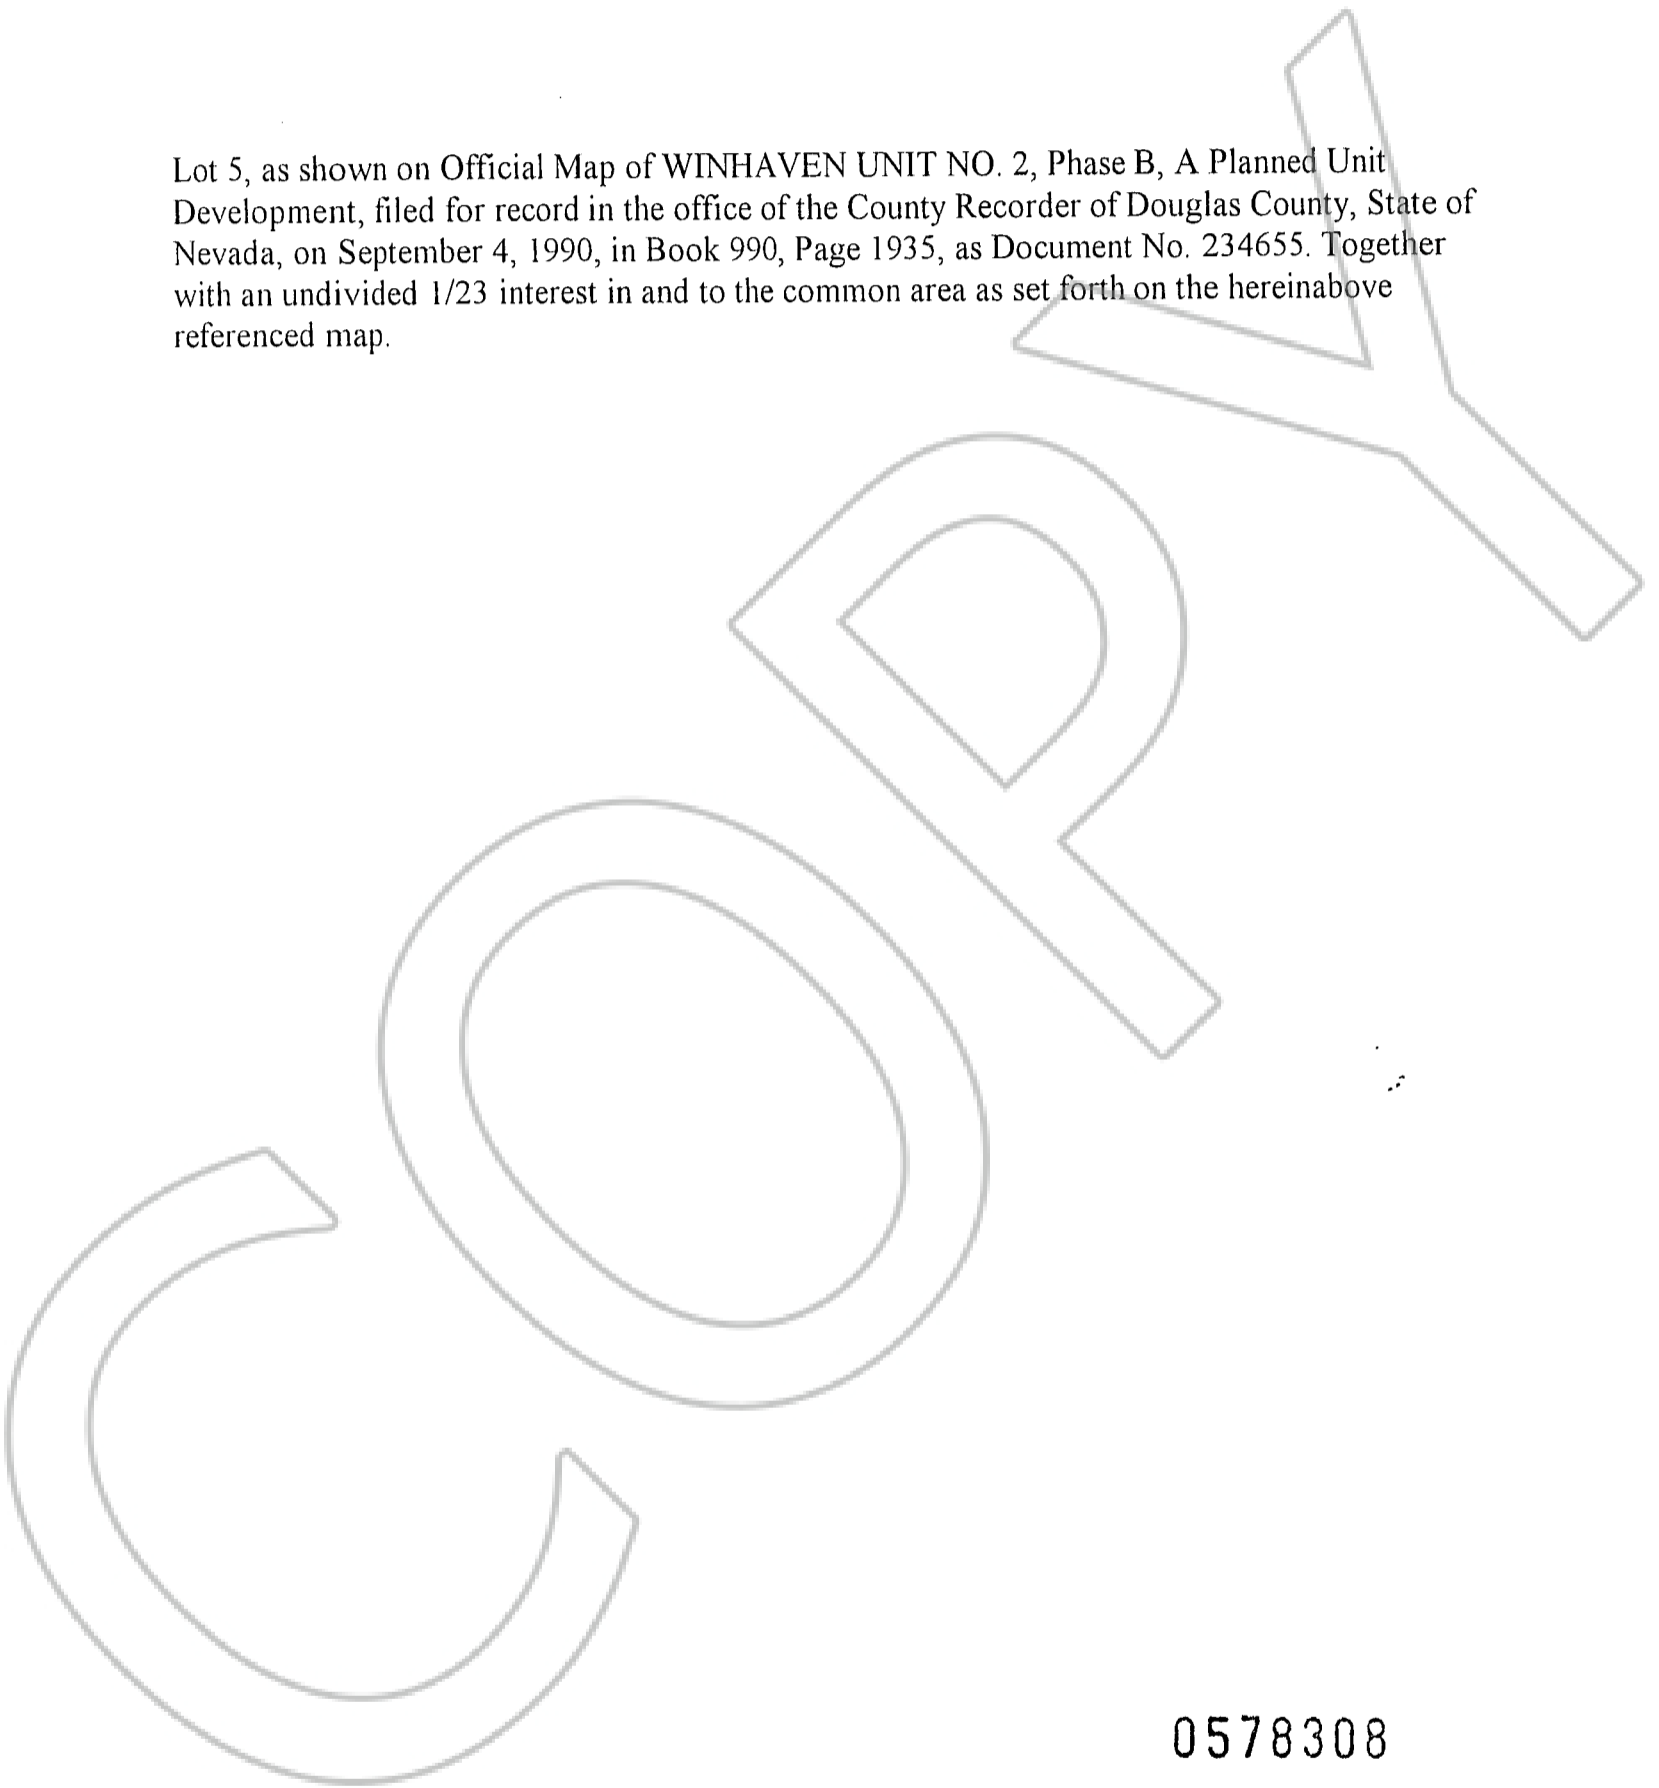 Lot 5, as shown on Official Map of WINHAVEN UNIT NO. 2, Phase B, A Planned Unit
Development, filed for record in the office of the County Recorder of Douglas County, State of
Nevada, on September 4, 1990, in Book 990, Page 1935, as Document No. 234655. Together
with an undivided 1/23 interest in and to the common area as set forth on the hereinabove
referenced map.
COPY
0578308